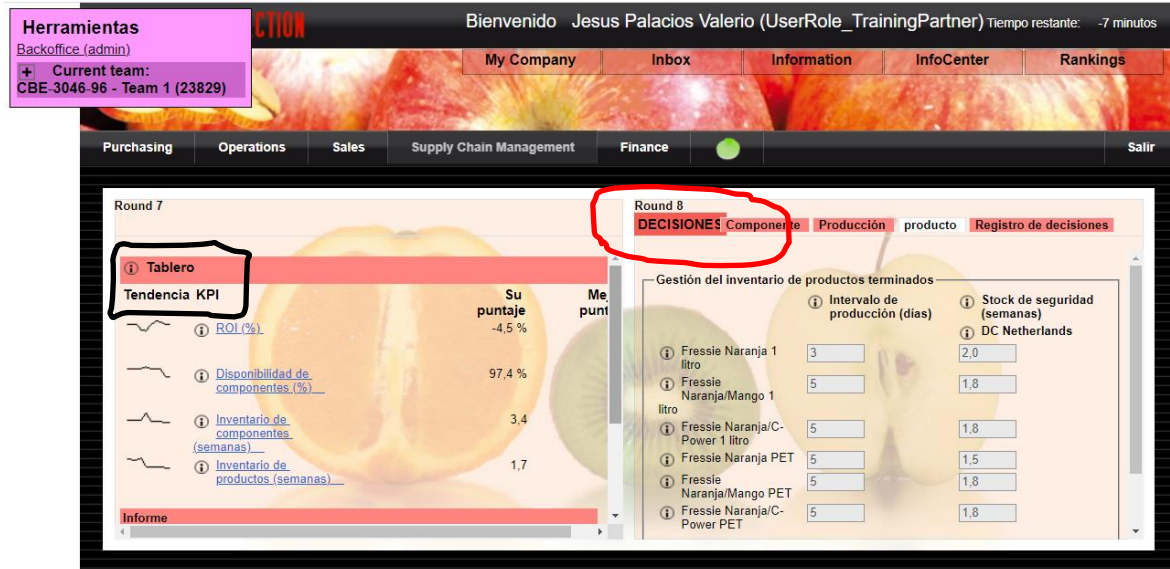 Herramientas
Backoffice (admin)
+ Current team:
CBE-3046-96 - Team 1 (23829)
CTION
Bienvenido Jesus Palacios Valerio (UserRole_TrainingPartner) Tiempo restante: -7 minutos
My Company Inbox Information InfoCenter Rankings
Purchasing Operations Sales Supply Chain Management Finance Salir
Round 7
Tablero
Tendencia KPI Su puntaje Me
punt
ROI (%) -4,5 %
Disponibilidad de componentes (%) 97,4 %
Inventario de componentes (semanas) 3,4
Inventario de productos (semanas) 1,7
Informe
Round 8
DECISIONES Componente Producción producto Registro de decisiones
Gestión del inventario de productos terminados
Intervalo de producción (días) Stock de seguridad (semanas)
DC Netherlands
Fressie Naranja 1 litro 3 2,0
Fressie Naranja/Mango 1 litro 5 1,8
Fressie Naranja/C-Power 1 litro 5 1,8
Fressie Naranja PET 5 1,5
Fressie Naranja/Mango PET 5 1,8
Fressie Naranja/C-Power PET 5 1,8